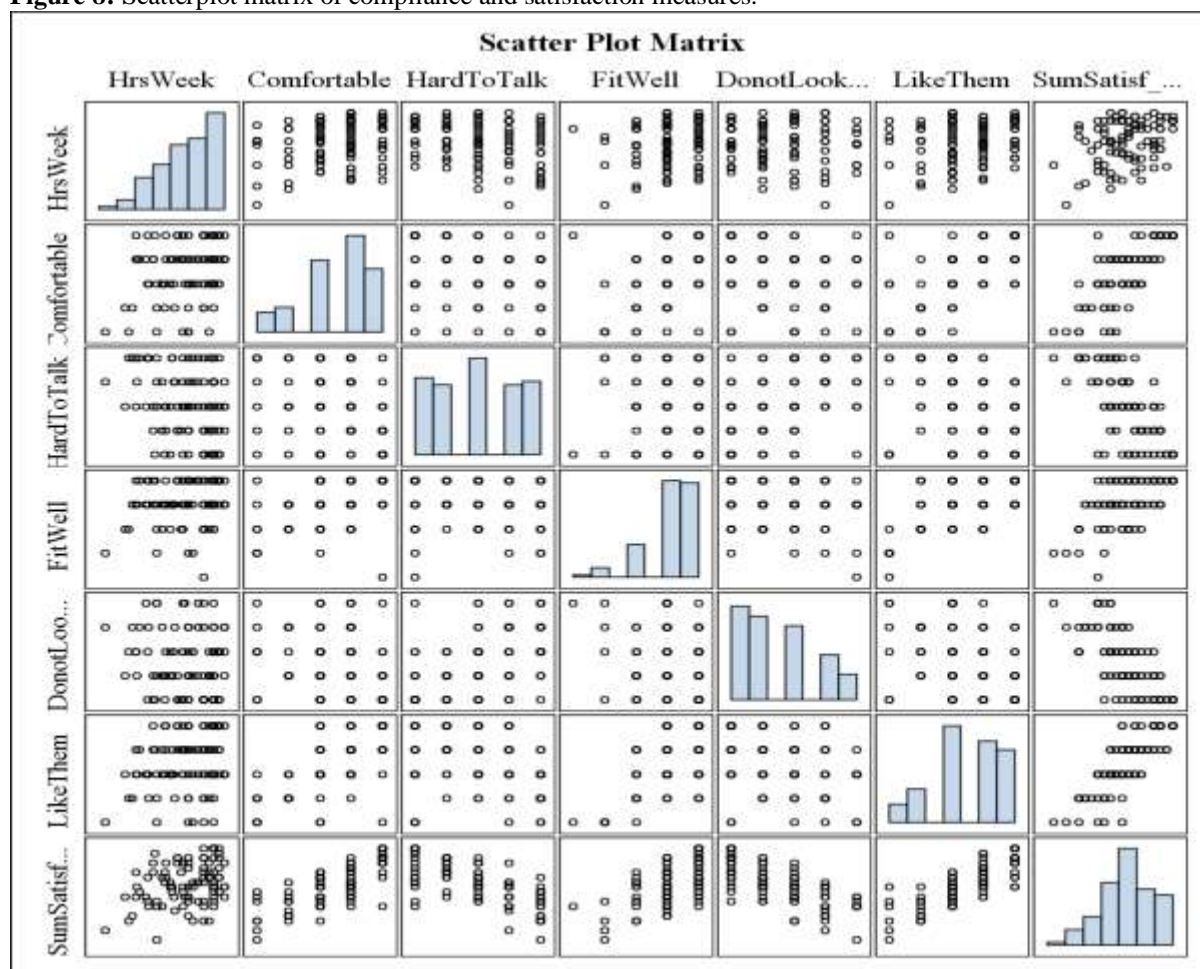 Figure 8: Scatterplot matrix of compliance and satisfaction measures.
Scatter Plot Matrix
HrsWeek Comfortable HardToTalk FitWell DonotLook... LikeThem SumSatisf_...
HrsWeek
Comfortable
HardToTalk
FitWell
DonotLoo...
LikeThem
SumSatisf...